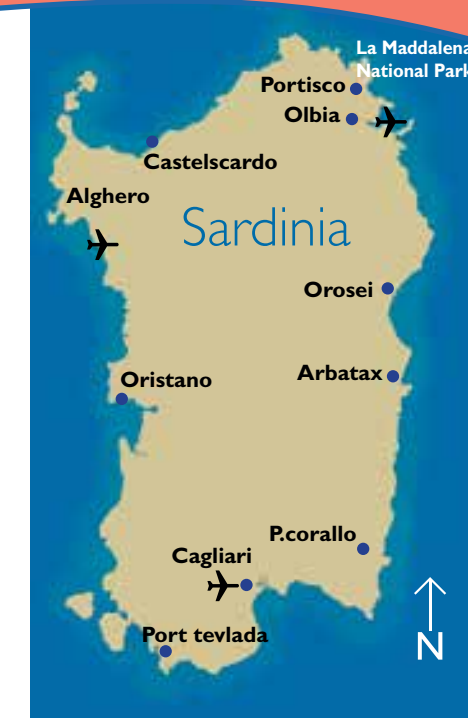 La Maddalena
National Park
Portisco
Olbia
Castelscardo
Alghero
Sardinia
Orosei
Oristano
Arbatax
P.corallo
Cagliari
Port tevlada
N